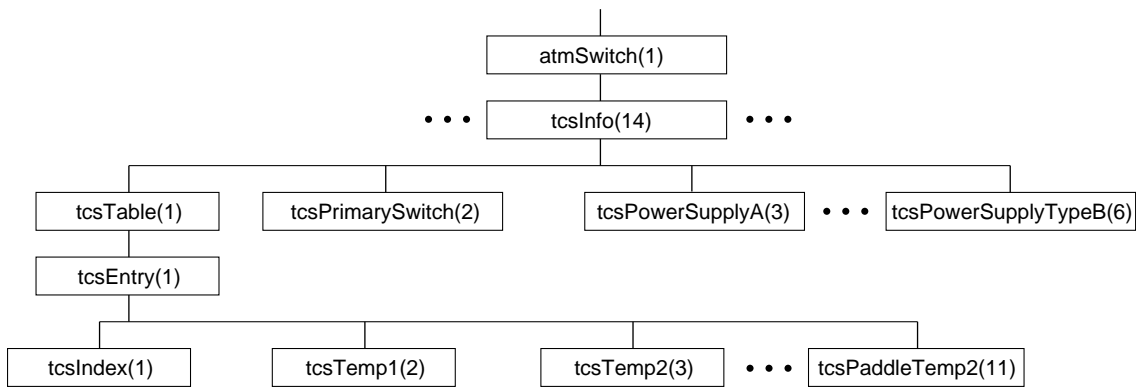 atmSwitch(1)
• • • tcsInfo(14) • • •
tcsTable(1) tcsPrimarySwitch(2) tcsPowerSupplyA(3) • • • tcsPowerSupplyTypeB(6)
tcsEntry(1)
tcsIndex(1) tcsTemp1(2) tcsTemp2(3) • • • tcsPaddleTemp2(11)